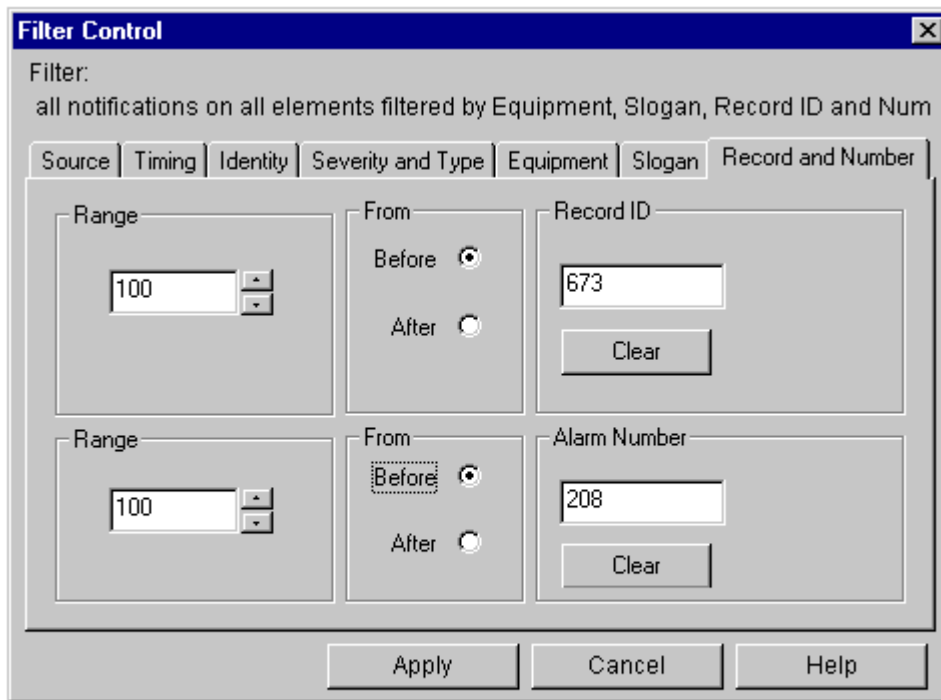 Filter Control
Filter:
all notifications on all elements filtered by Equipment, Slogan, Record ID and Num
Source Timing Identity Severity and Type Equipment Slogan Record and Number
Range From Record ID
Before
100 673
After
Clear
Range From Alarm Number
Before
100 208
After
Clear
Apply Cancel Help